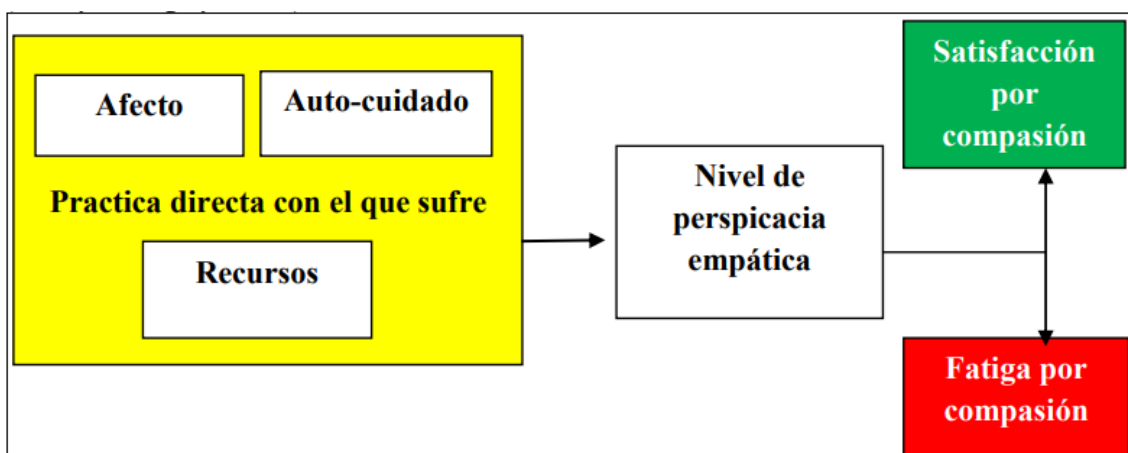 Afecto
Auto-cuidado
Practica directa con el que sufre
Recursos
Nivel de
perspicacia
empática
Satisfacción
por
compasión
Fatiga por
compasión